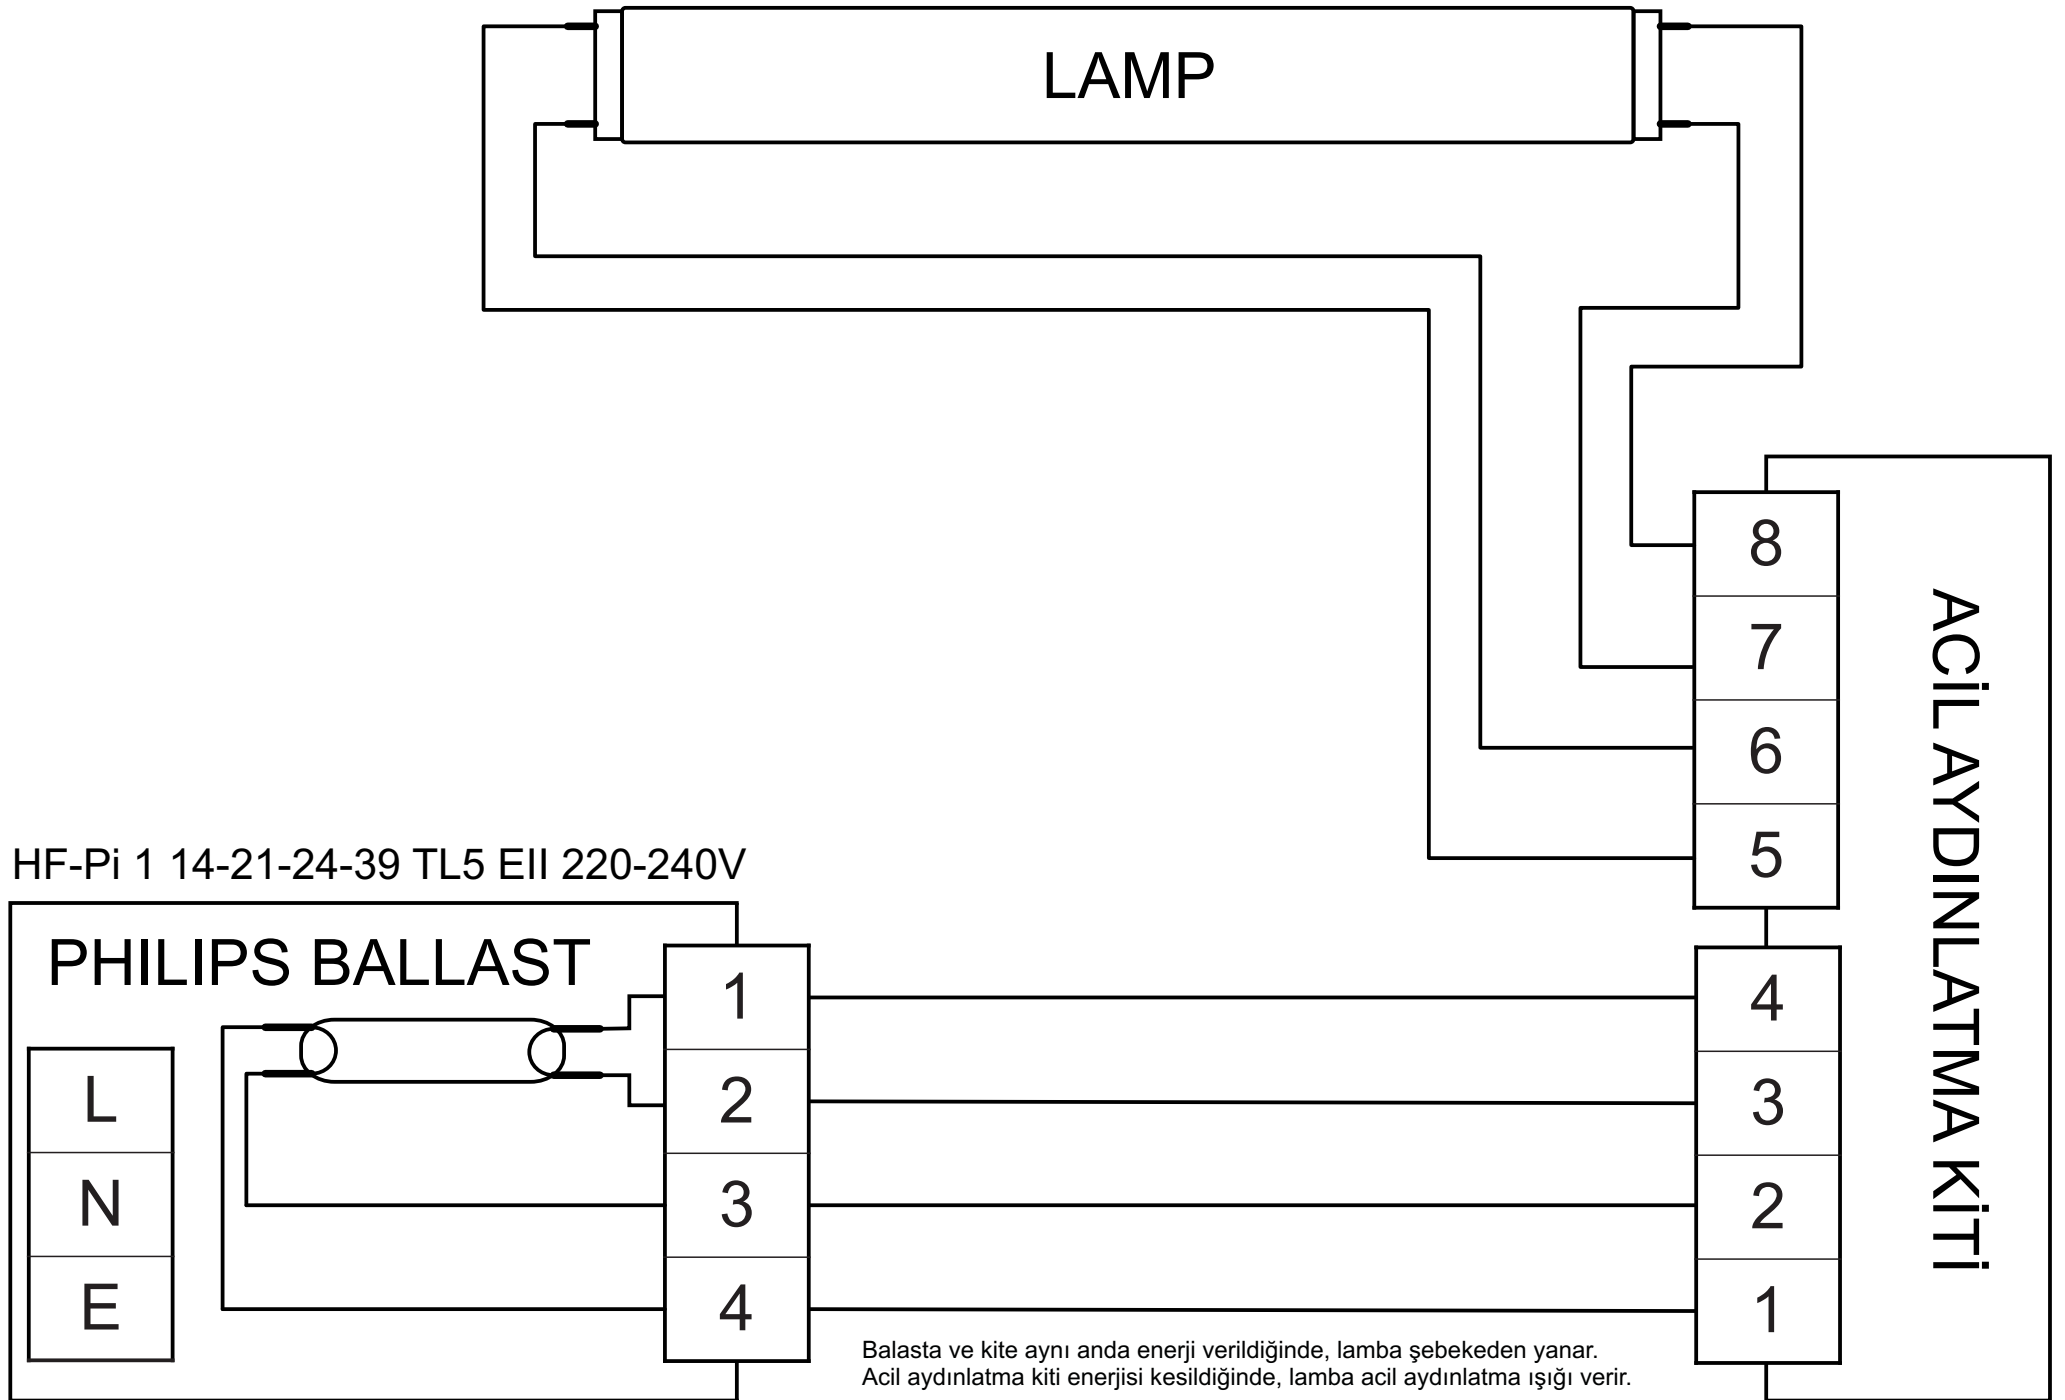 LAMP
8
7
6
5
ACİL AYDINLATMA KİTİ
HF-Pi 1 14-21-24-39 TL5 EII 220-240V
PHILIPS BALLAST
L
N
E
1
2
3
4
4
3
2
1
Balasta ve kite aynı anda enerji verildiğinde, lamba şebekeden yanar.
Acil aydınlatma kiti enerjisi kesildiğinde, lamba acil aydınlatma ışığı verir.